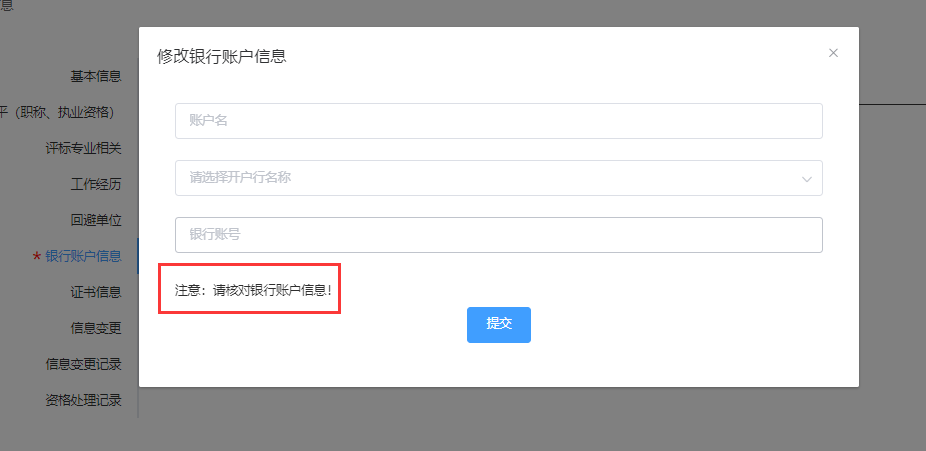 息
修改银行账户信息
账户名
请选择开户行名称
银行账号
注意：请核对银行账户信息！
提交
基本信息
平（职称、执业资格）
评标专业相关
工作经历
回避单位
* 银行账户信息
证书信息
信息变更
信息变更记录
资格处理记录